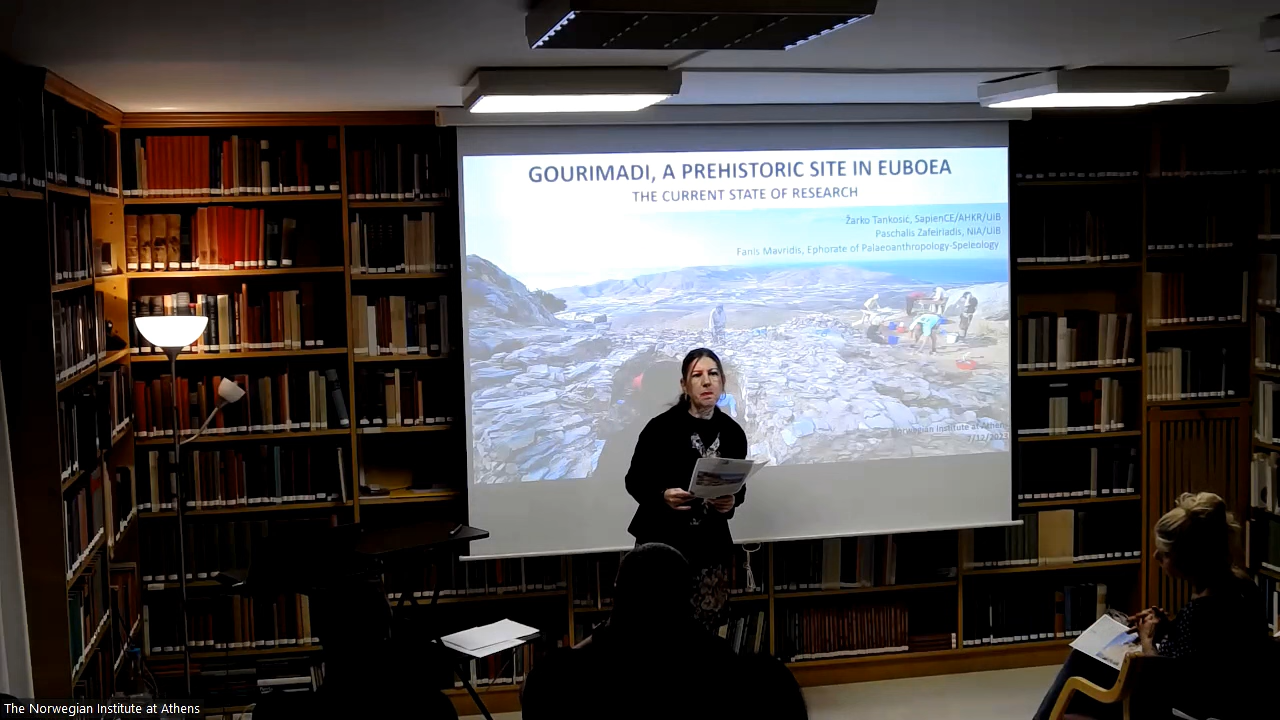 GOURIMADI, A PREHISTORIC SITE IN EUBOEA
THE CURRENT STATE OF RESEARCH
Žarko Tankosić, SapienCE/AHKR/UiB
Paschalis Zafeiriadis, NIA/UiB
Fanis Mavridis, Ephorate of Palaeoanthropology-Speleology
Norwegian Institute at Athens
7/12/2023
The Norwegian Institute at Athens